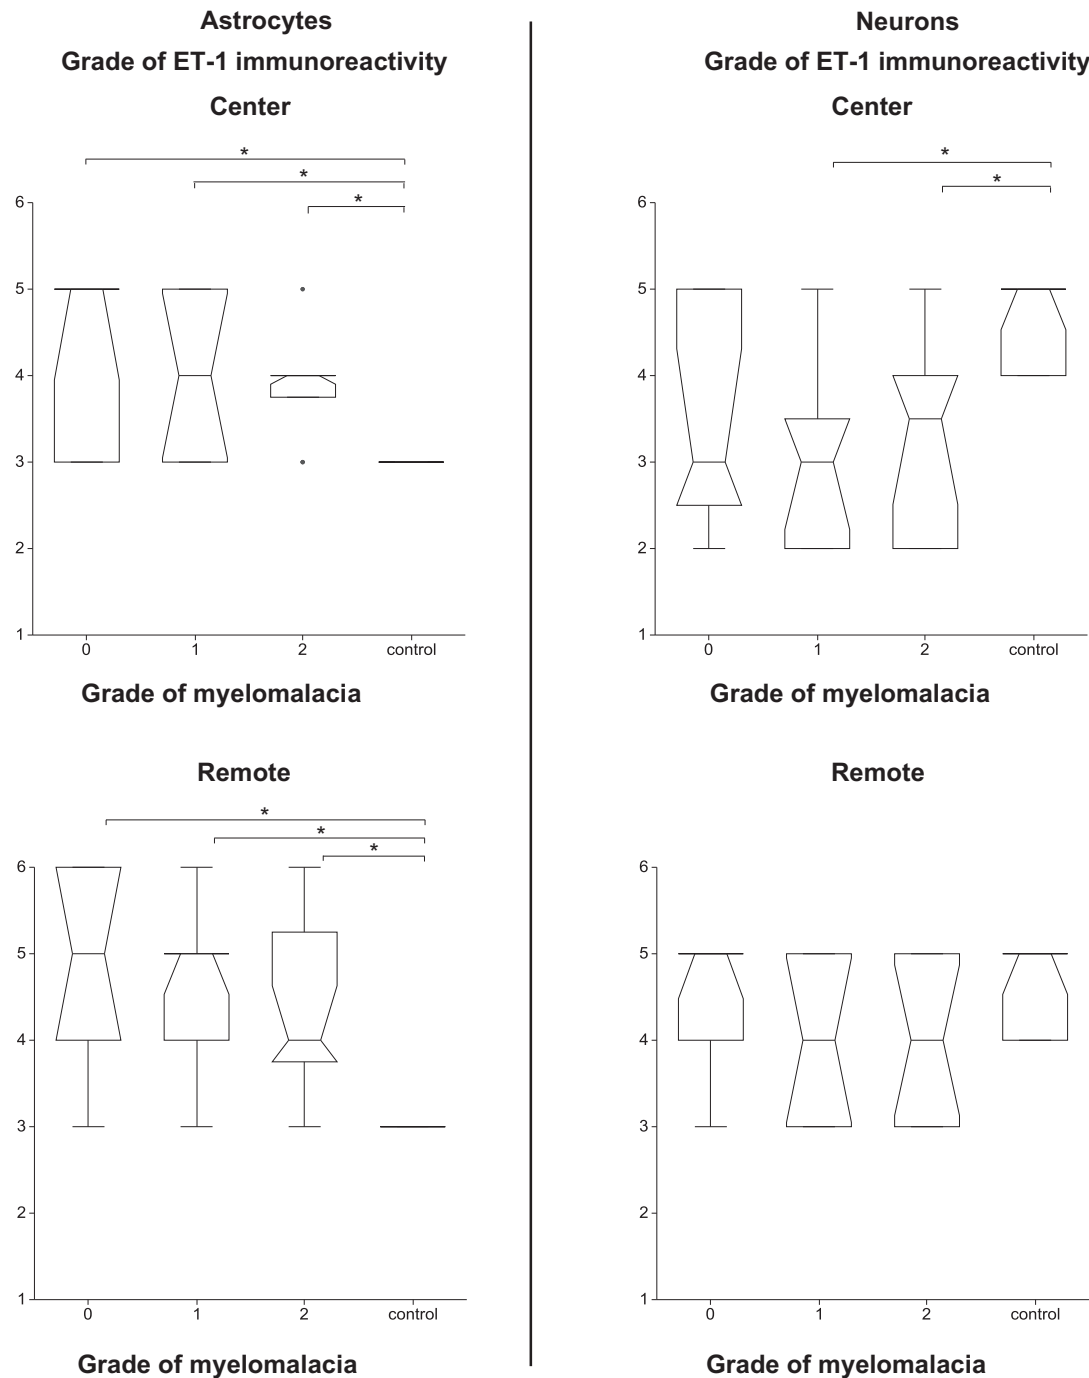 Astrocytes
Grade of ET-1 immunoreactivity
Center
*
*
*
6
5
4
3
2
1
0 1 2 control
Grade of myelomalacia
Remote
*
*
*
6
5
4
3
2
1
0 1 2 control
Grade of myelomalacia
Neurons
Grade of ET-1 immunoreactivity
Center
*
*
6
5
4
3
2
1
0 1 2 control
Grade of myelomalacia
Remote
6
5
4
3
2
1
0 1 2 control
Grade of myelomalacia